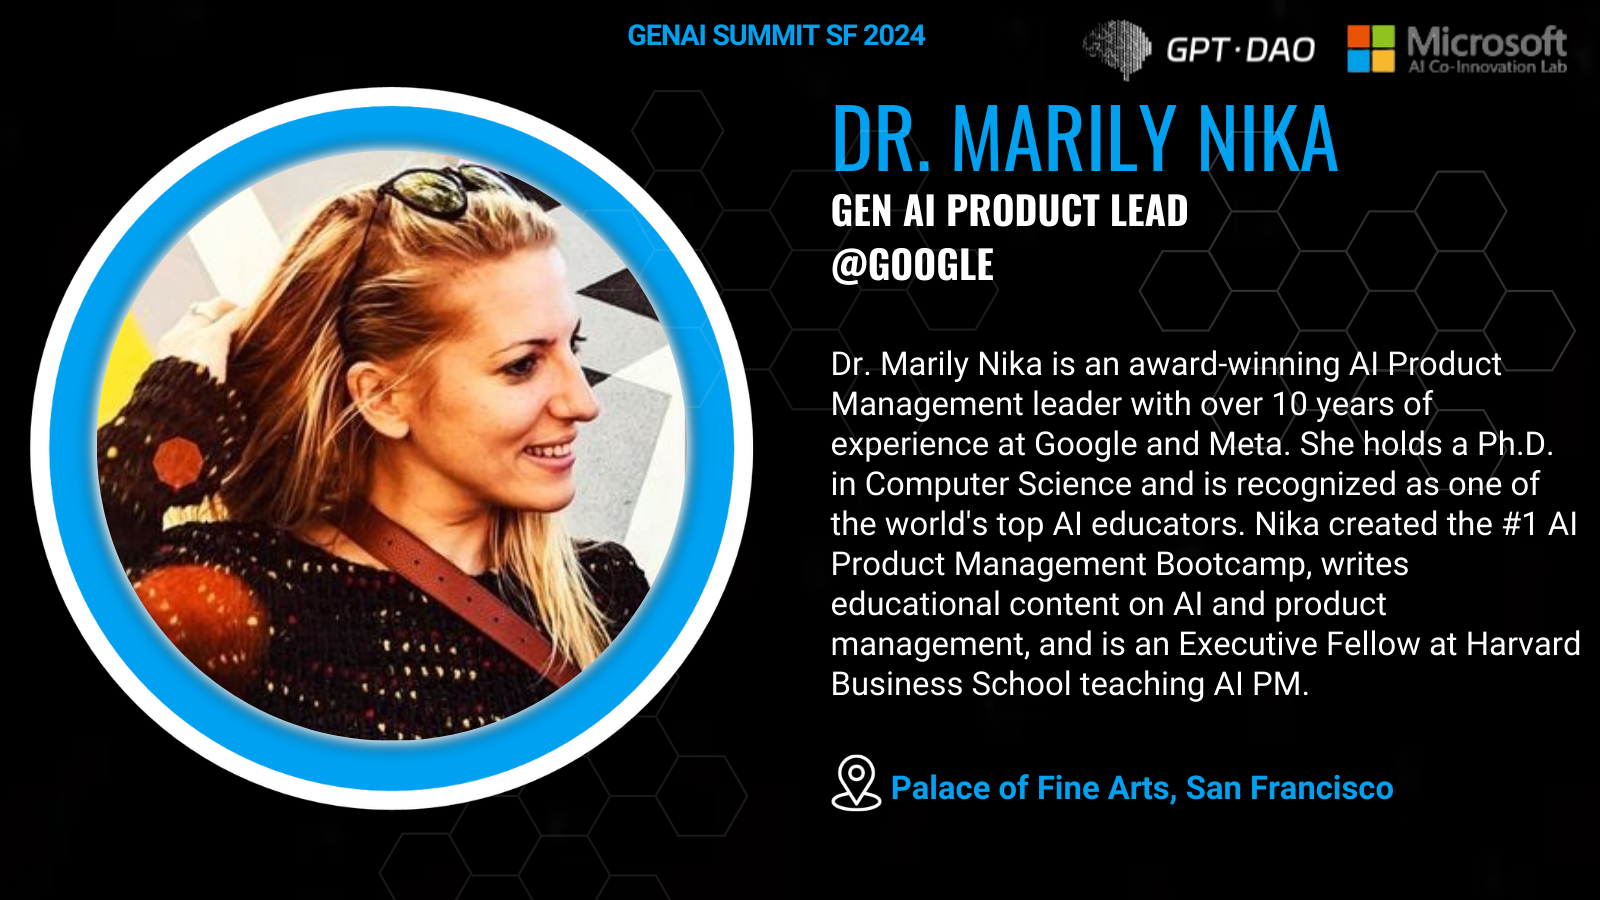 GENAI SUMMIT SF 2024
GPT·DAO
Microsoft
AI Co-Innovation Lab
DR. MARILY NIKA
GEN AI PRODUCT LEAD
@GOOGLE
Dr. Marily Nika is an award-winning AI Product
Management leader with over 10 years of
experience at Google and Meta. She holds a Ph.D.
in Computer Science and is recognized as one of
the world's top AI educators. Nika created the #1 AI
Product Management Bootcamp, writes
educational content on AI and product
management, and is an Executive Fellow at Harvard
Business School teaching AI PM.
Palace of Fine Arts, San Francisco